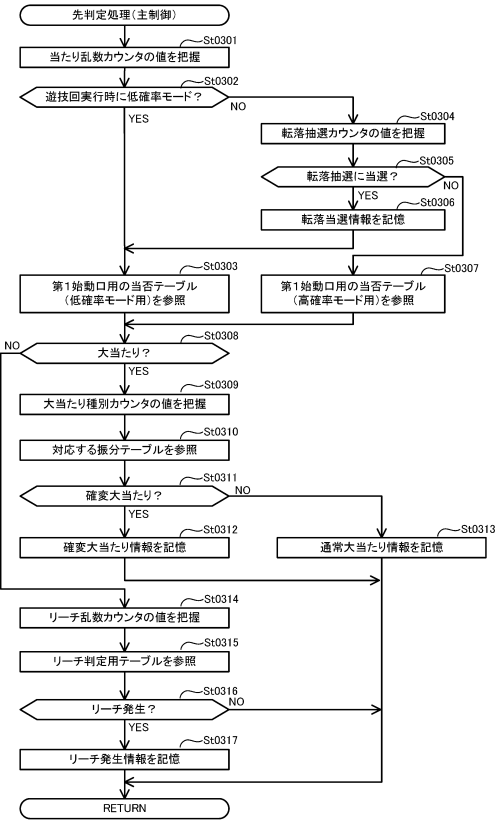 先判定処理（主制御）
St0301
当たり乱数カウンタの値を把握
St0302
遊技回実行時に低確率モード？
NO
YES
St0304
転落抽選カウンタの値を把握
St0305
転落抽選に当選？
NO
YES
St0306
転落当選情報を記憶
St0303
第１始動口用の当否テーブル
（低確率モード用）を参照
St0307
第１始動口用の当否テーブル
（高確率モード用）を参照
St0308
NO
大当たり？
YES
St0309
大当たり種別カウンタの値を把握
St0310
対応する振分テーブルを参照
St0311
確変大当たり？
NO
YES
St0312
確変大当たり情報を記憶
St0313
通常大当たり情報を記憶
St0314
リーチ乱数カウンタの値を把握
St0315
リーチ判定用テーブルを参照
St0316
リーチ発生？
NO
YES
St0317
リーチ発生情報を記憶
RETURN